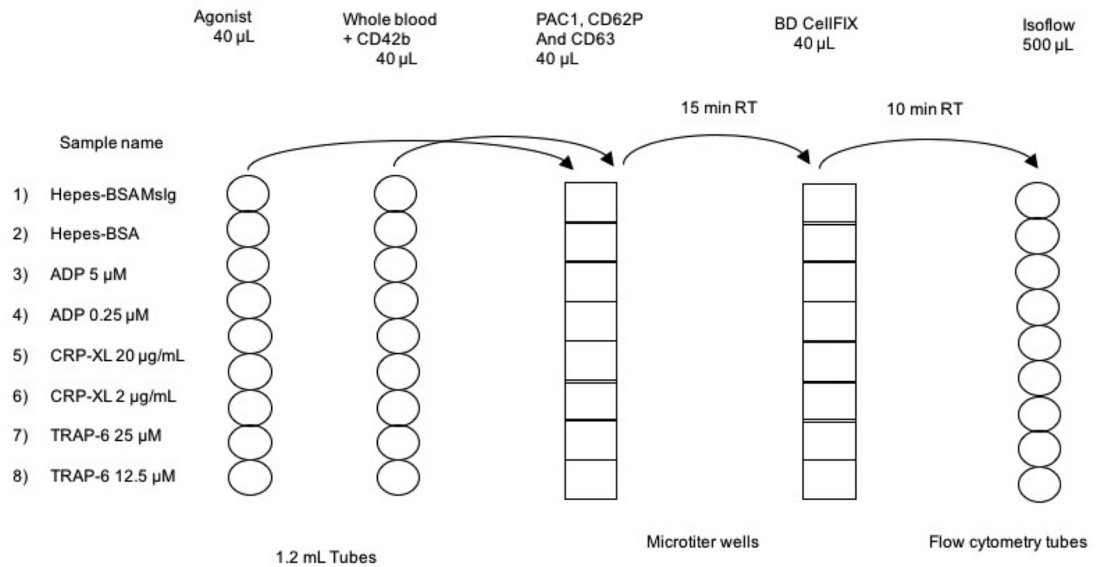 Agonist
40 µL
Whole blood
+ CD42b
40 µL
PAC1, CD62P
And CD63
40 µL
BD CellFIX
40 µL
Isoflow
500 µL
15 min RT
10 min RT
Sample name
1) Hepes-BSAMsIg
2) Hepes-BSA
3) ADP 5 µM
4) ADP 0.25 µM
5) CRP-XL 20 µg/mL
6) CRP-XL 2 µg/mL
7) TRAP-6 25 µM
8) TRAP-6 12.5 µM
1.2 mL Tubes
Microtiter wells
Flow cytometry tubes